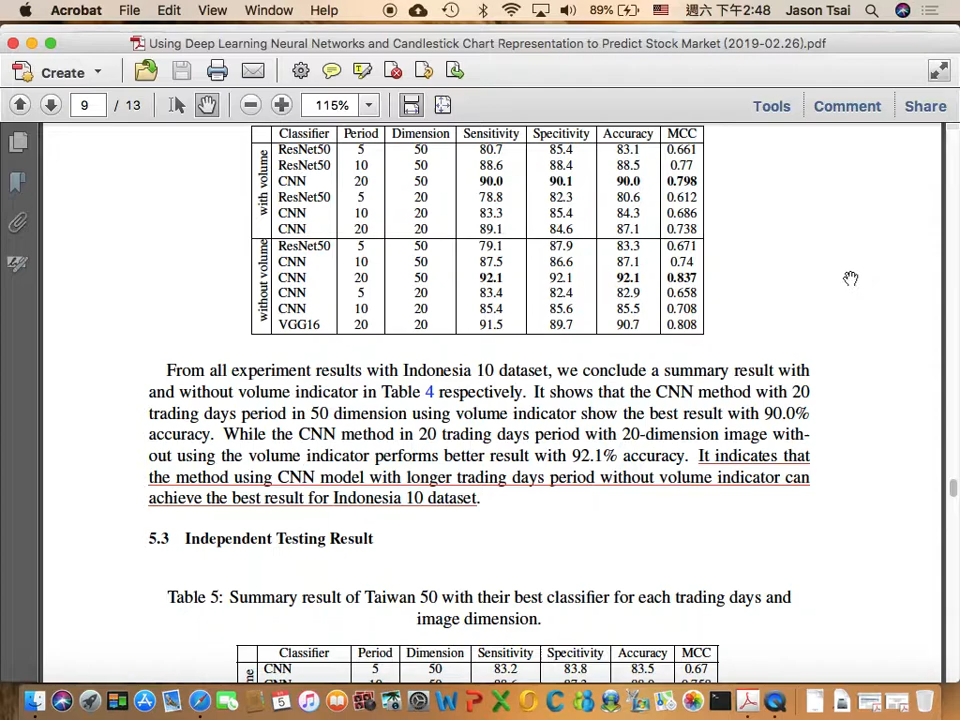 Acrobat File Edit View Window Help 89% 週六 下午2:48 Jason Tsai
Using Deep Learning Neural Networks and Candlestick Chart Representation to Predict Stock Market (2019-02.26).pdf
Create
9 / 13 115% Tools Comment Share
Classifier Period Dimension Sensitivity Specitivity Accuracy MCC
with volume
ResNet50 5 50 80.7 85.4 83.1 0.661
ResNet50 10 50 88.6 88.4 88.5 0.77
CNN 20 50 90.0 90.1 90.0 0.798
ResNet50 5 20 78.8 82.3 80.6 0.612
CNN 10 20 83.3 85.4 84.3 0.686
CNN 20 20 89.1 84.6 87.1 0.738
without volume
ResNet50 5 50 79.1 87.9 83.3 0.671
CNN 10 50 87.5 86.6 87.1 0.74
CNN 20 50 92.1 92.1 92.1 0.837
CNN 5 20 83.4 82.4 82.9 0.658
CNN 10 20 85.4 85.6 85.5 0.708
VGG16 20 20 91.5 89.7 90.7 0.808
From all experiment results with Indonesia 10 dataset, we conclude a summary result with
and without volume indicator in Table 4 respectively. It shows that the CNN method with 20
trading days period in 50 dimension using volume indicator show the best result with 90.0%
accuracy. While the CNN method in 20 trading days period with 20-dimension image with-
out using the volume indicator performs better result with 92.1% accuracy. It indicates that
the method using CNN model with longer trading days period without volume indicator can
achieve the best result for Indonesia 10 dataset.
5.3 Independent Testing Result
Table 5: Summary result of Taiwan 50 with their best classifier for each trading days and
image dimension.
Classifier Period Dimension Sensitivity Specitivity Accuracy MCC
CNN 5 50 83.2 83.8 83.5 0.67